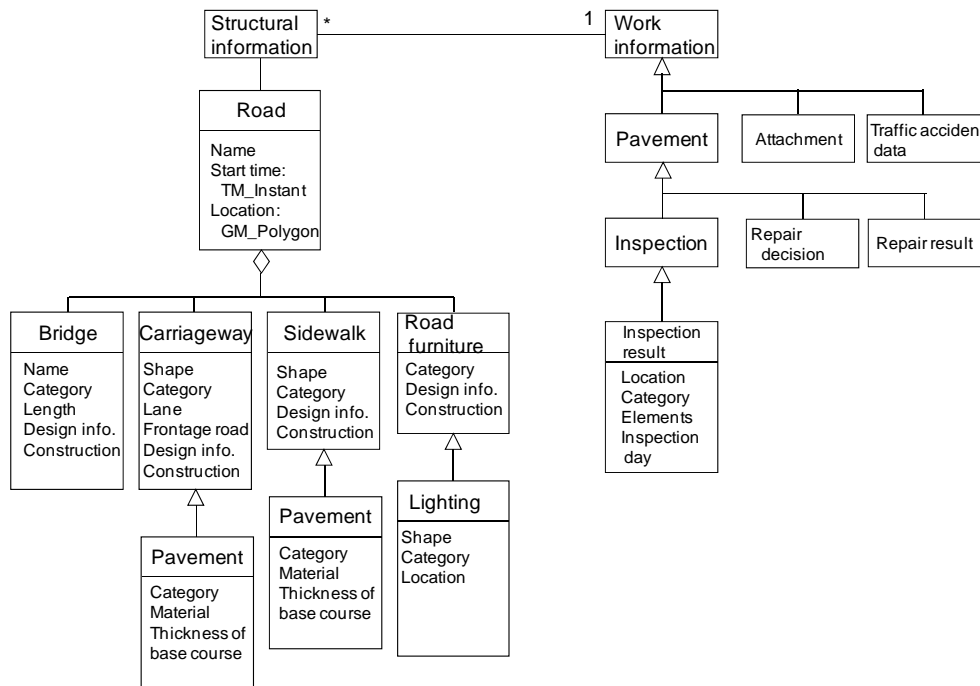 Structural
information
*
1
Work
information
Road
Name
Start time:
TM_Instant
Location:
GM_Polygon
Pavement
Attachment
Traffic acciden
data
Inspection
Repair
decision
Repair result
Bridge
Name
Category
Length
Design info.
Construction
Carriageway
Shape
Category
Lane
Frontage road
Design info.
Construction
Sidewalk
Shape
Category
Design info.
Construction
Road
furniture
Category
Design info.
Construction
Inspection
result
Location
Category
Elements
Inspection
day
Pavement
Category
Material
Thickness of
base course
Pavement
Category
Material
Thickness of
base course
Lighting
Shape
Category
Location